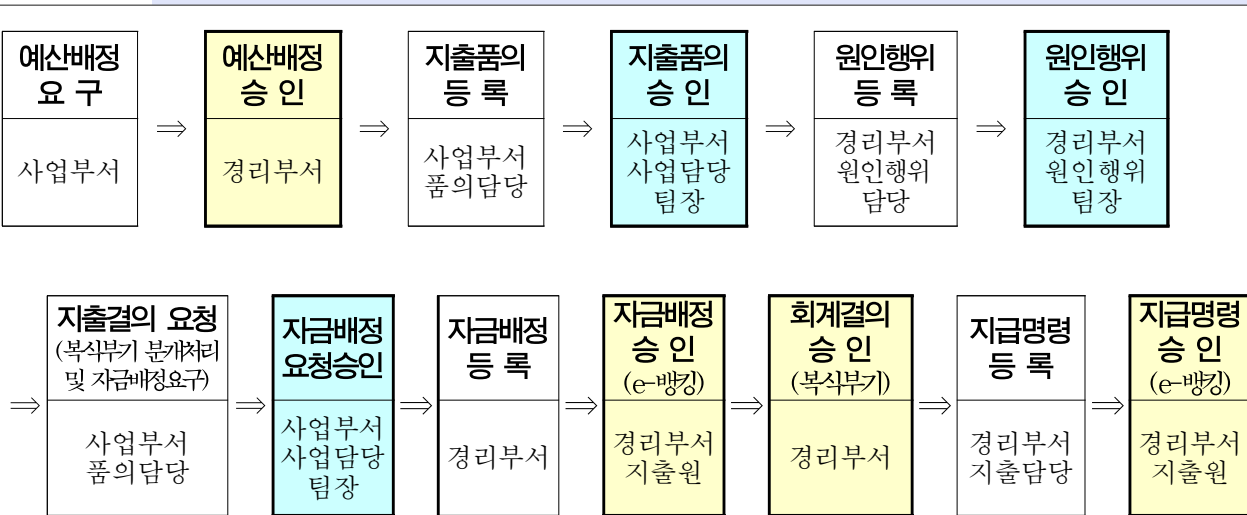 예산배정
요 구
사업부서
⇒
예산배정
승 인
경리부서
⇒
지출품의
등 록
사업부서
품의담당
⇒
지출품의
승 인
사업부서
사업담당
팀장
⇒
원인행위
등 록
경리부서
원인행위
담당
⇒
원인행위
승 인
경리부서
원인행위
팀장
⇒
지출결의 요청
(복식부기 분개처리
및 자금배정요구)
사업부서
품의담당
⇒
자금배정
요청승인
사업부서
사업담당
팀장
⇒
자금배정
등 록
경리부서
⇒
자금배정
승 인
(e-뱅킹)
경리부서
지출원
⇒
회계결의
승 인
(복식부기)
경리부서
⇒
지급명령
등 록
경리부서
지출담당
⇒
지급명령
승 인
(e-뱅킹)
경리부서
지출원